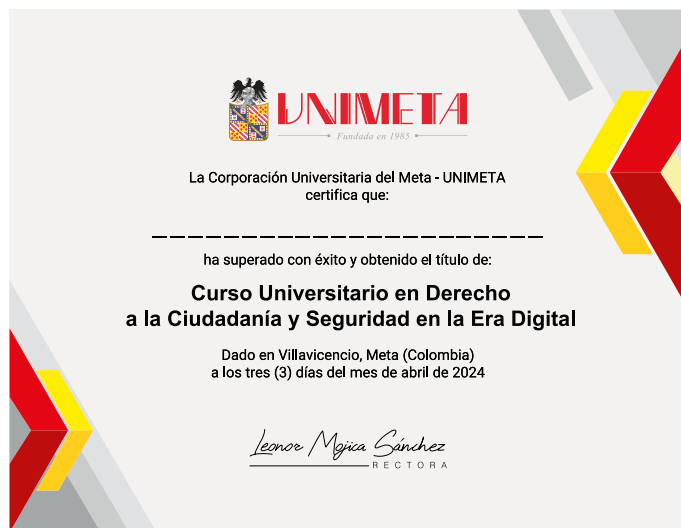 UNIMETA
Fundada en 1985
La Corporación Universitaria del Meta - UNIMETA
certifica que:
ha superado con éxito y obtenido el título de:
Curso Universitario en Derecho
a la Ciudadanía y Seguridad en la Era Digital
Dado en Villavicencio, Meta (Colombia)
a los tres (3) días del mes de abril de 2024
Leonor Mojica Sánchez
RECTORA